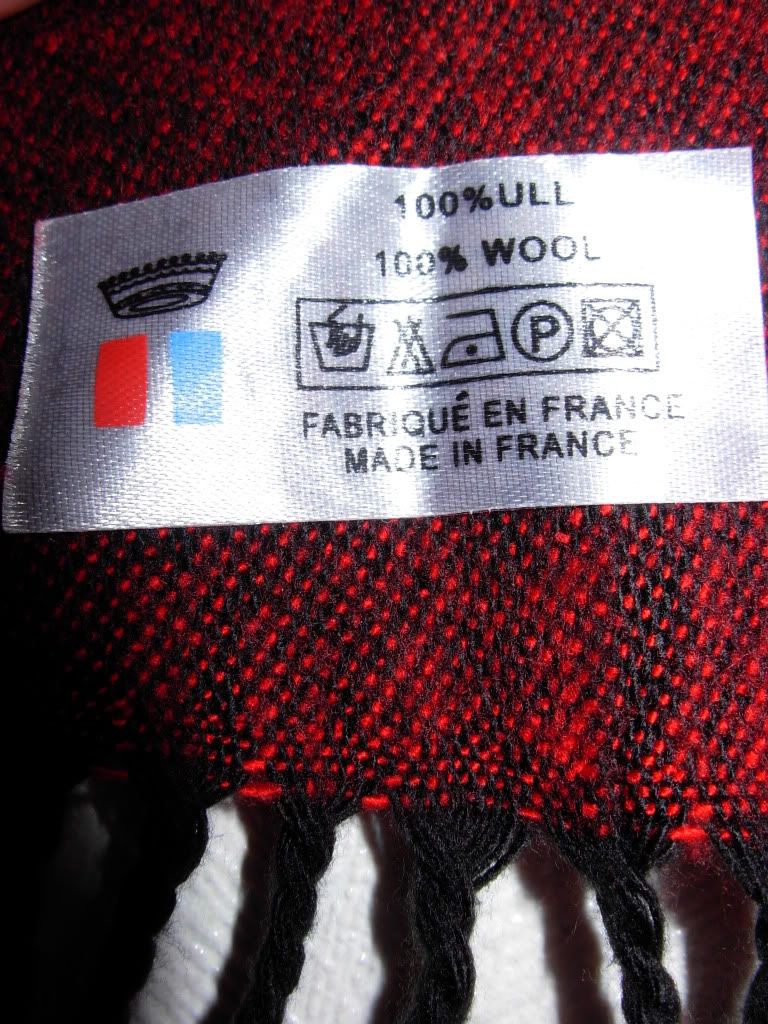 100%ULL
100% WOOL
P
FABRIQUÉ EN FRANCE
MADE IN FRANCE